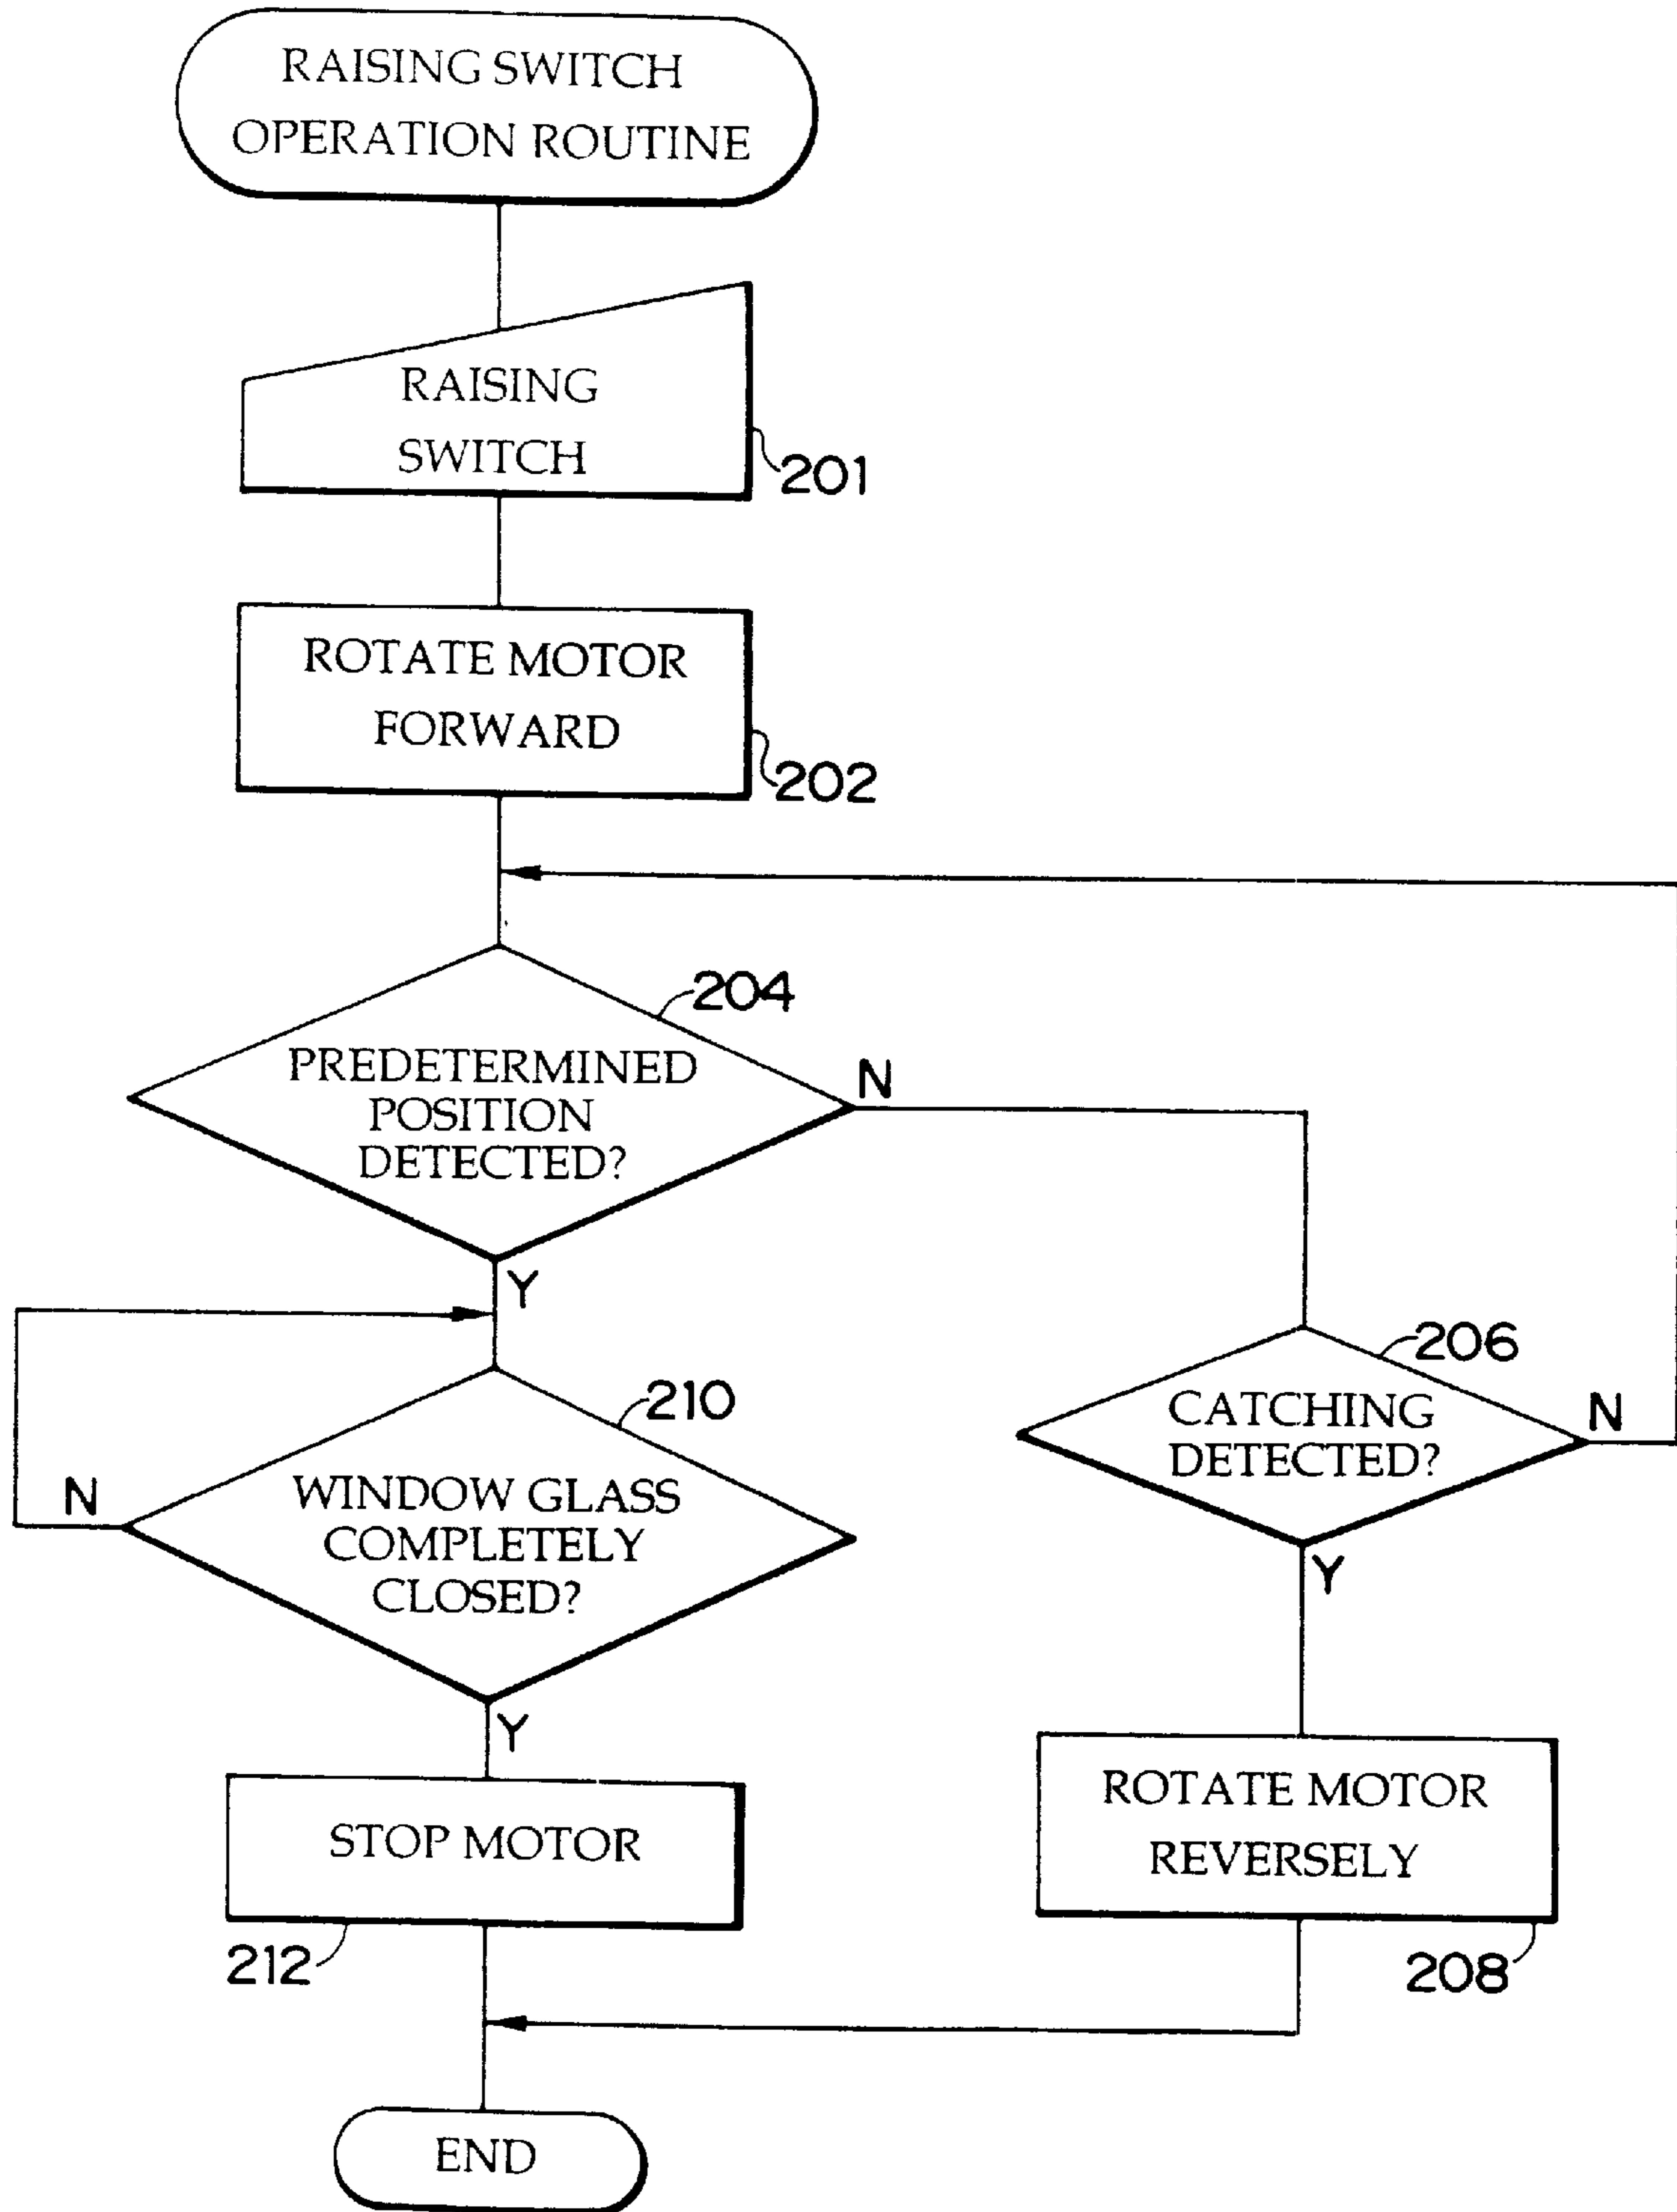 RAISING SWITCH
OPERATION ROUTINE
RAISING
SWITCH
201
ROTATE MOTOR
FORWARD
202
204
PREDETERMINED
POSITION
DETECTED?
N
Y
206
CATCHING
DETECTED?
N
Y
210
WINDOW GLASS
COMPLETELY
CLOSED?
N
Y
STOP MOTOR
212
ROTATE MOTOR
REVERSELY
208
END